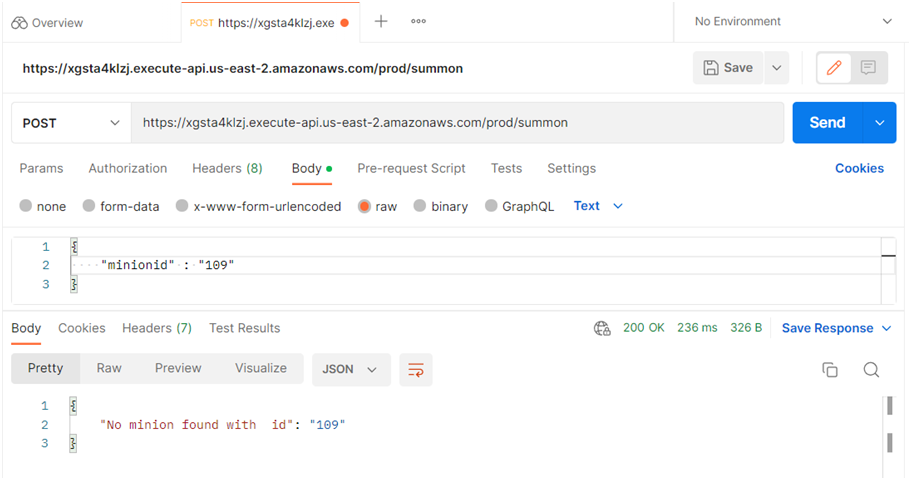 Overview
POST https://xgsta4klzj.exe
No Environment
https://xgsta4klzj.execute-api.us-east-2.amazonaws.com/prod/summon
Save
POST
https://xgsta4klzj.execute-api.us-east-2.amazonaws.com/prod/summon
Send
Params Authorization Headers (8) Body Pre-request Script Tests Settings Cookies
none form-data x-www-form-urlencoded raw binary GraphQL Text
1 {
2 "minionid" : "109"
3 }
Body Cookies Headers (7) Test Results 200 OK 236 ms 326 B Save Response
Pretty Raw Preview Visualize JSON
1 {
2 "No minion found with  id": "109"
3 }